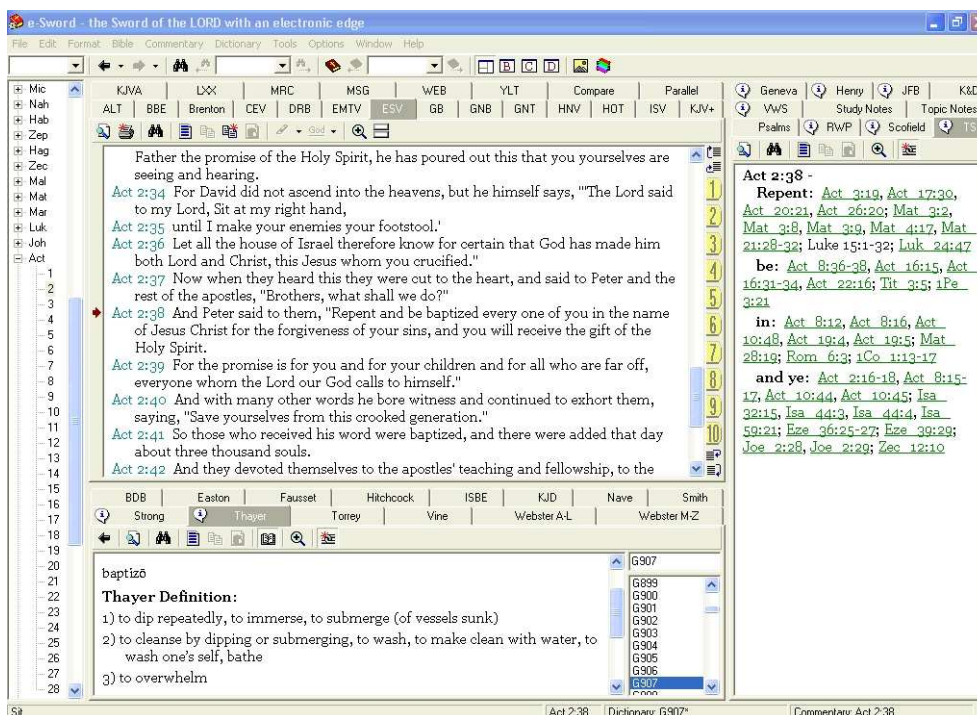 e-Sword - the Sword of the LORD with an electronic edge
File Edit Format Bible Commentary Dictionary Tools Options Window Help
B C D
Mic
Nah
Hab
Zep
Hag
Zec
Mal
Mat
Mar
Luk
Joh
Act
1
2
3
4
5
6
7
8
9
10
11
12
13
14
15
16
17
18
19
20
21
22
23
24
25
26
27
28
KJVA LXX MRC MSG WEB YLT Compare Parallel
ALT BBE Brenton CEV DRB EMTV ESV GB GNB GNT HNV HOT ISV KJV+
God
Father the promise of the Holy Spirit, he has poured out this that you yourselves are
seeing and hearing.
Act 2:34 For David did not ascend into the heavens, but he himself says, "'The Lord said
to my Lord, Sit at my right hand,
Act 2:35 until I make your enemies your footstool.'
Act 2:36 Let all the house of Israel therefore know for certain that God has made him
both Lord and Christ, this Jesus whom you crucified."
Act 2:37 Now when they heard this they were cut to the heart, and said to Peter and the
rest of the apostles, "Brothers, what shall we do?"
Act 2:38 And Peter said to them, "Repent and be baptized every one of you in the name
of Jesus Christ for the forgiveness of your sins, and you will receive the gift of the
Holy Spirit.
Act 2:39 For the promise is for you and for your children and for all who are far off,
everyone whom the Lord our God calls to himself."
Act 2:40 And with many other words he bore witness and continued to exhort them,
saying, "Save yourselves from this crooked generation."
Act 2:41 So those who received his word were baptized, and there were added that day
about three thousand souls.
Act 2:42 And they devoted themselves to the apostles' teaching and fellowship, to the
1
2
3
4
5
6
7
8
9
10
BDB Easton Fausset Hitchcock ISBE KJD Nave Smith
Strong Thayer Torrey Vine Webster A-L Webster M-Z
baptizō
Thayer Definition:
1) to dip repeatedly, to immerse, to submerge (of vessels sunk)
2) to cleanse by dipping or submerging, to wash, to make clean with water, to
wash one's self, bathe
3) to overwhelm
G907
G899
G900
G901
G902
G903
G904
G905
G906
G907
Geneva Henry JFB K&D
VWS Study Notes Topic Notes
Psalms RWP Scofield TS
Act 2:38 -
Repent: Act 3:19, Act 17:30,
Act 20:21, Act 26:20; Mat 3:2,
Mat 3:8, Mat 3:9, Mat 4:17, Mat
21:28-32; Luke 15:1-32; Luk 24:47
be: Act 8:36-38, Act 16:15, Act
16:31-34, Act 22:16; Tit 3:5; 1Pe
3:21
in: Act 8:12, Act 8:16, Act
10:48, Act 19:4, Act 19:5; Mat
28:19; Rom 6:3; 1Co 1:13-17
and ye: Act 2:16-18, Act 8:15-
17, Act 10:44, Act 10:45; Isa
32:15, Isa 44:3, Isa 44:4, Isa
59:21; Eze 36:25-27; Eze 39:29;
Joe 2:28, Joe 2:29; Zec 12:10
Sit Act 2:38 Dictionary: G907* Commentary: Act 2:38